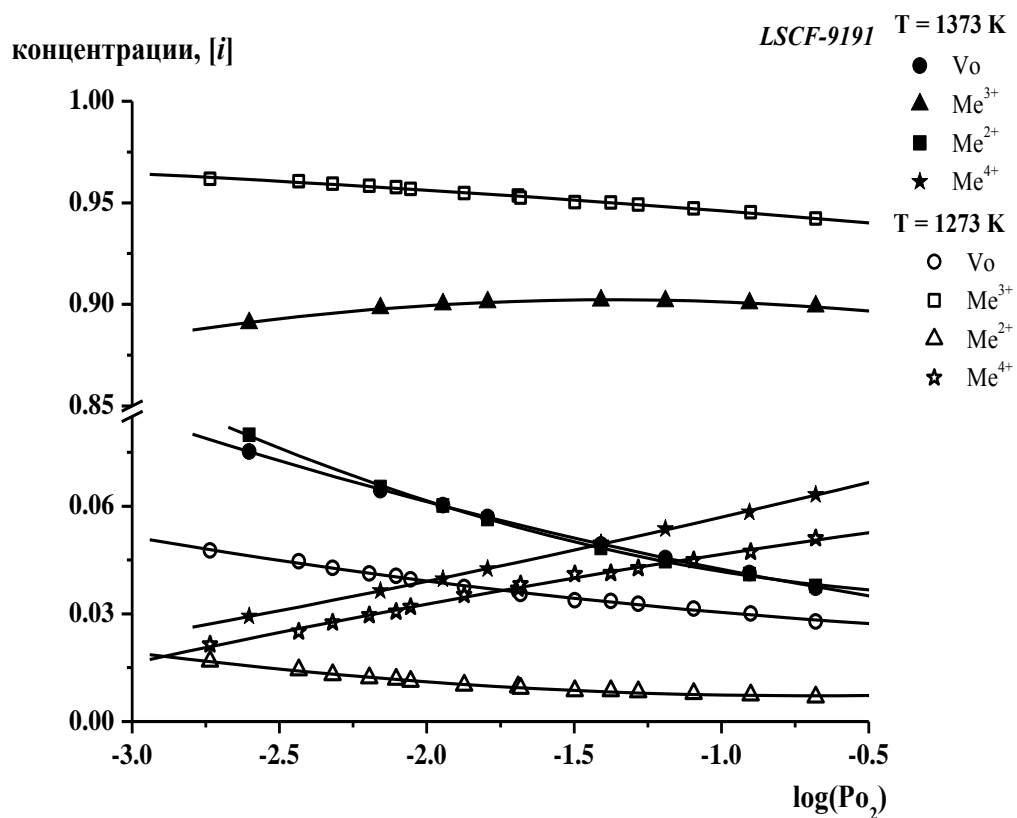 концентрации, [i]
LSCF-9191
T = 1373 K
Vo
Me³⁺
Me²⁺
Me⁴⁺
T = 1273 K
Vo
Me³⁺
Me²⁺
Me⁴⁺
1.00
0.95
0.90
0.85
0.06
0.03
0.00
-3.0 -2.5 -2.0 -1.5 -1.0 -0.5
log(Po₂)